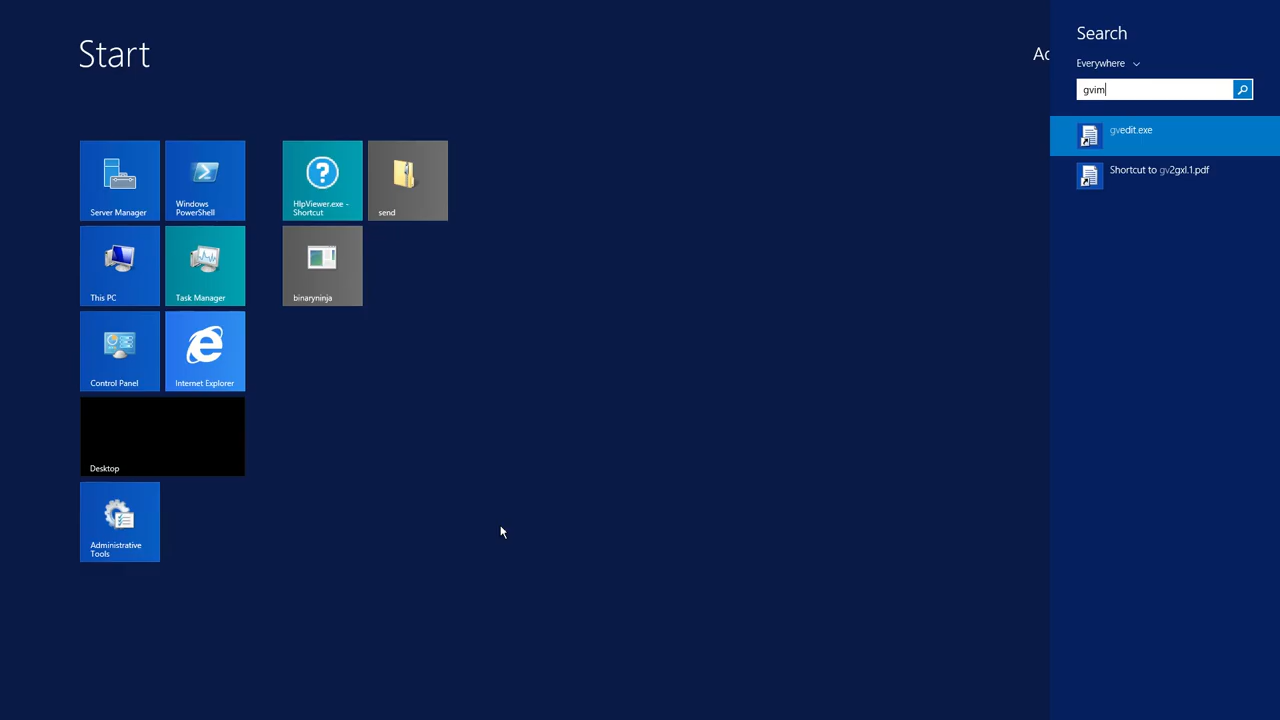 Start
Ac
Search
Everywhere
gvim
gvedit.exe
Shortcut to gv2gxl.1.pdf
Server Manager
Windows
PowerShell
HlpViewer.exe -
Shortcut
send
This PC
Task Manager
binaryninja
Control Panel
Internet Explorer
Desktop
Administrative
Tools